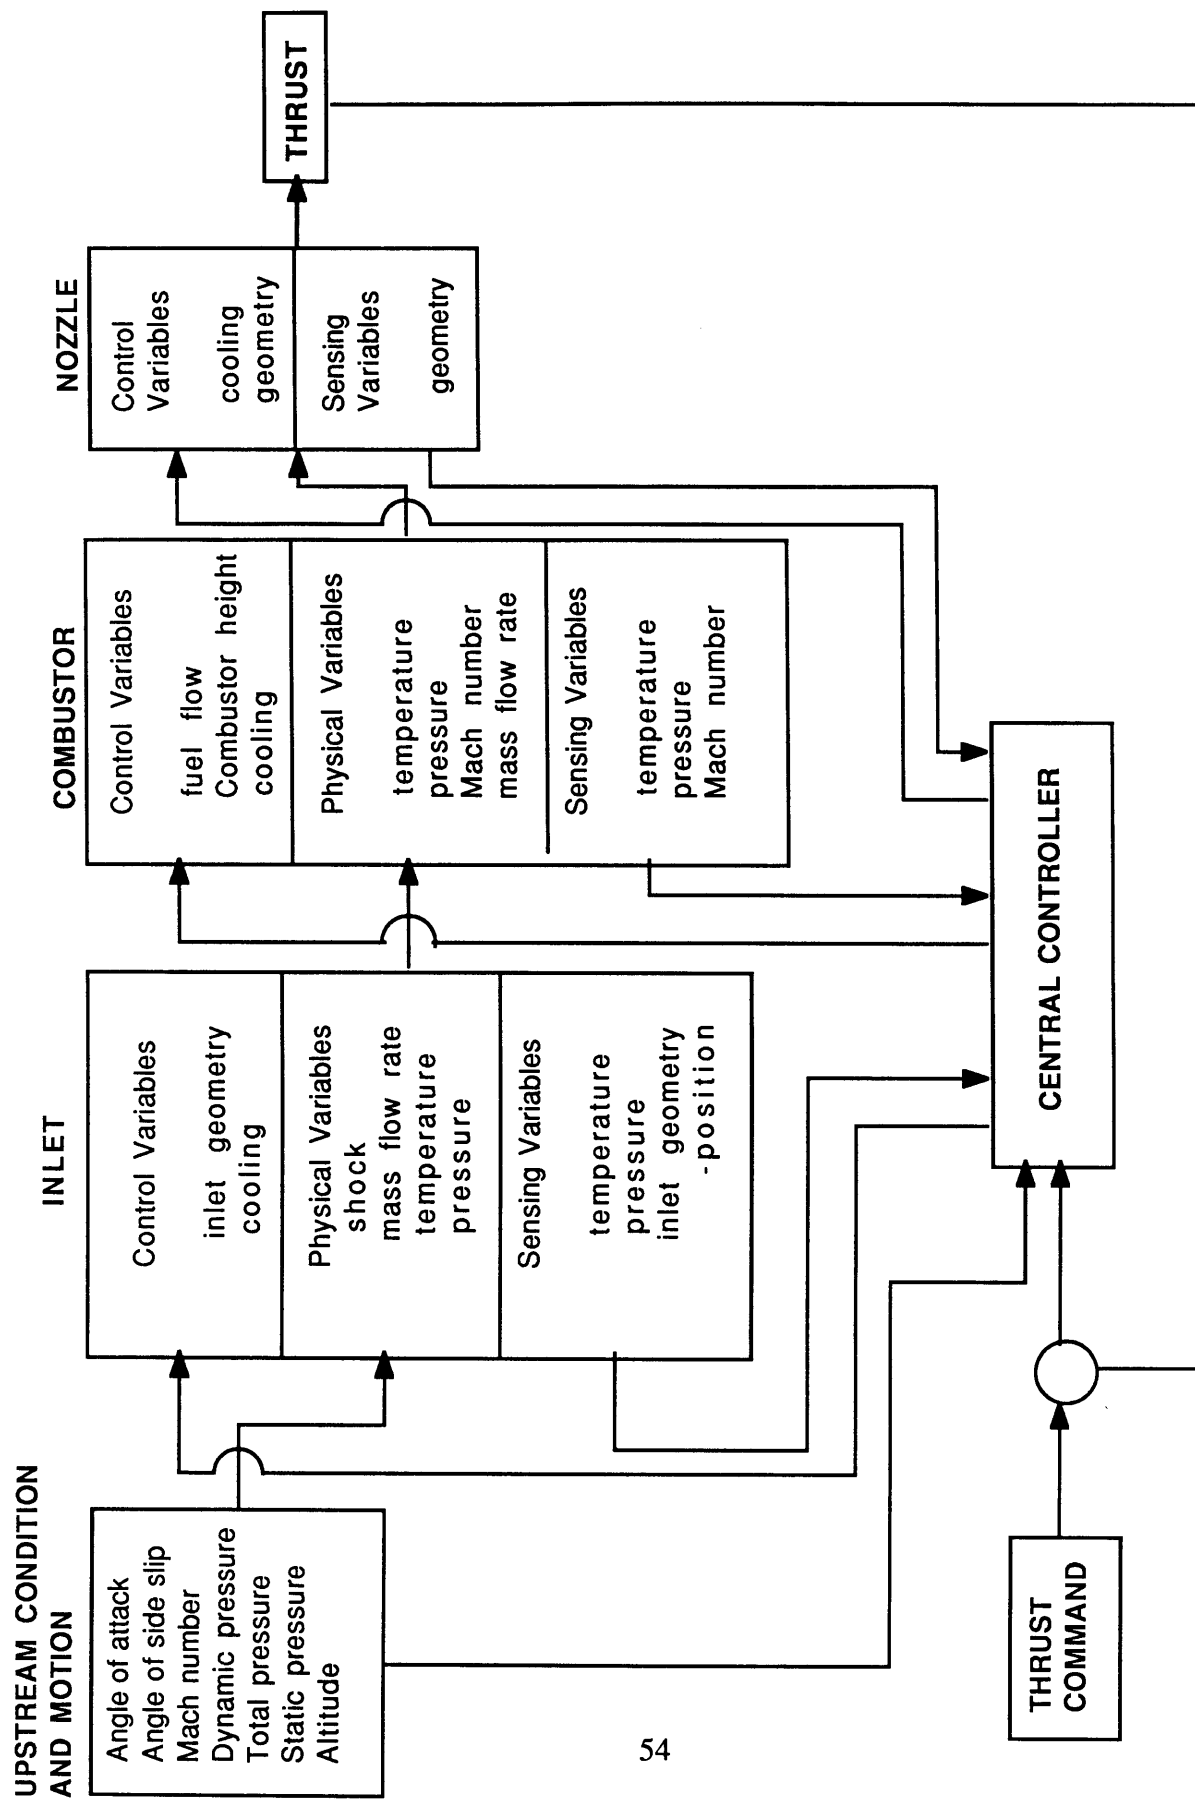 UPSTREAM CONDITION
AND MOTION
Angle of attack
Angle of side slip
Mach number
Dynamic pressure
Total pressure
Static pressure
Altitude
INLET
Control Variables
inlet geometry
cooling
Physical Variables
shock
mass flow rate
temperature
pressure
Sensing Variables
temperature
pressure
inlet geometry
-position
COMBUSTOR
Control Variables
fuel flow
Combustor height
cooling
Physical Variables
temperature
pressure
Mach number
mass flow rate
Sensing Variables
temperature
pressure
Mach number
NOZZLE
Control
Variables
cooling
geometry
Sensing
Variables
geometry
THRUST
THRUST
COMMAND
CENTRAL CONTROLLER
54